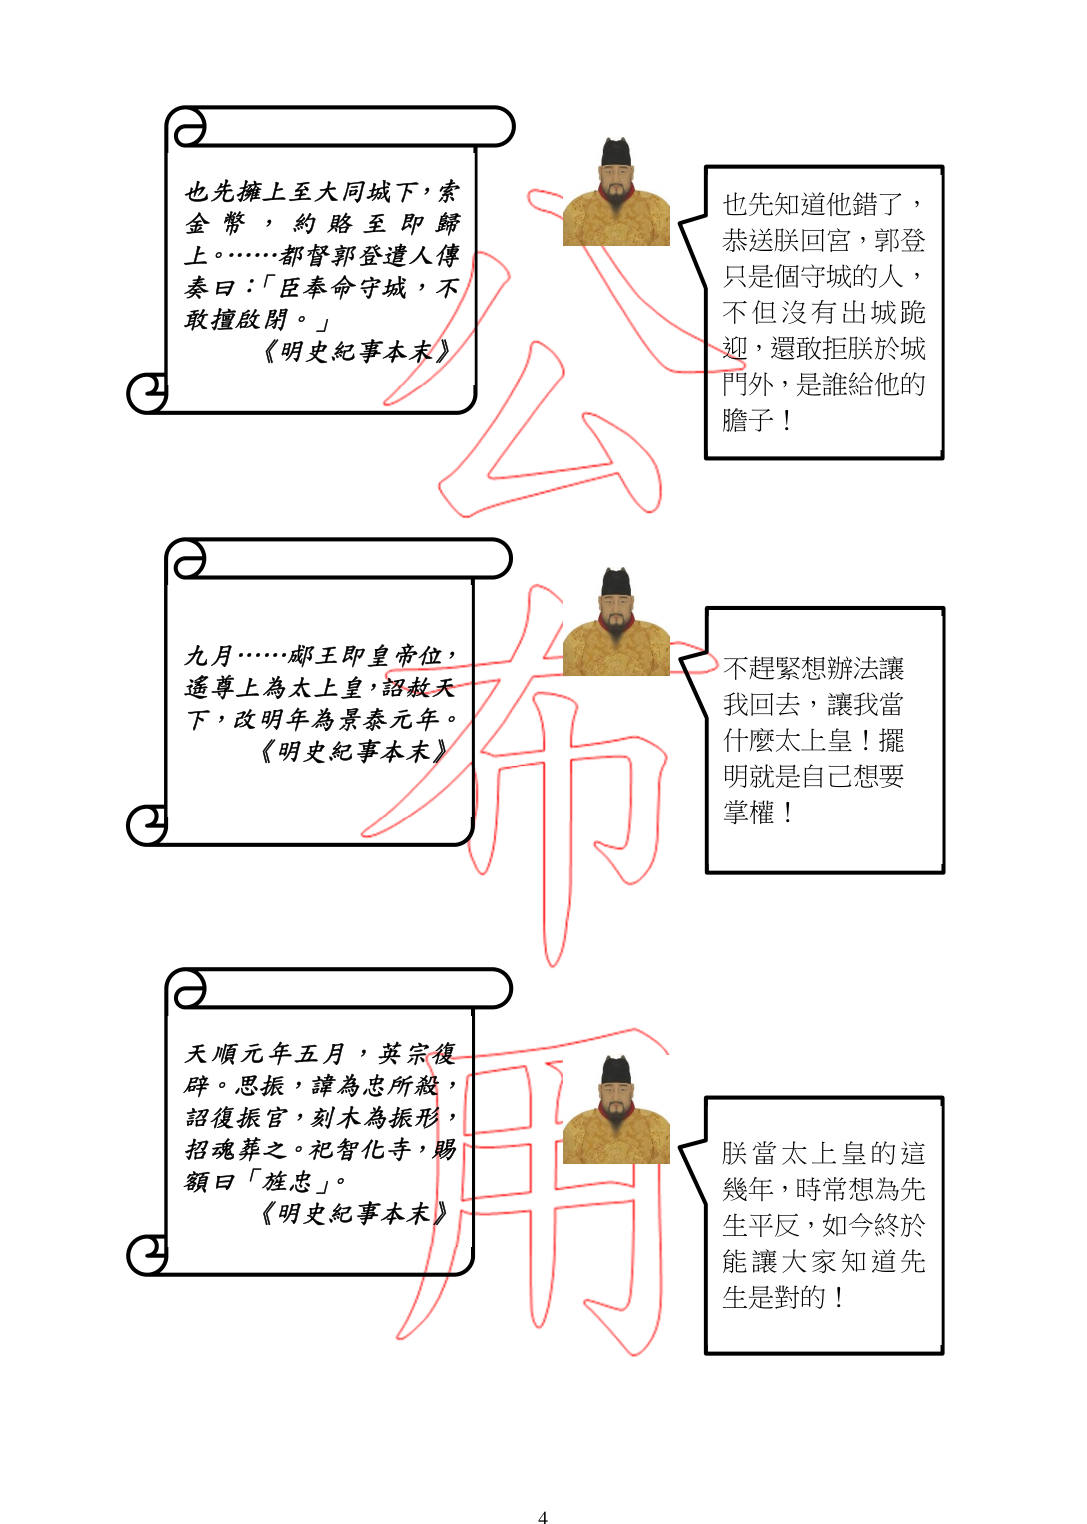 也先擁上至大同城下，索
金幣，約賂至即歸
上。……都督郭登遣人傳
奏曰：「臣奉命守城，不
敢擅啟閉。」
《明史紀事本末》
也先知道他錯了，
恭送朕回宮，郭登
只是個守城的人，
不但沒有出城跪
迎，還敢拒朕於城
門外，是誰給他的
膽子！
九月……郕王即皇帝位，
遙尊上為太上皇，詔赦天
下，改明年為景泰元年。
《明史紀事本末》
不趕緊想辦法讓
我回去，讓我當
什麼太上皇！擺
明就是自己想要
掌權！
天順元年五月，英宗復
辟。思振，諱為忠所殺，
詔復振官，刻木為振形，
招魂葬之。祀智化寺，賜
額曰「旌忠」。
《明史紀事本末》
朕當太上皇的這
幾年，時常想為先
生平反，如今終於
能讓大家知道先
生是對的！
公
布
用
4